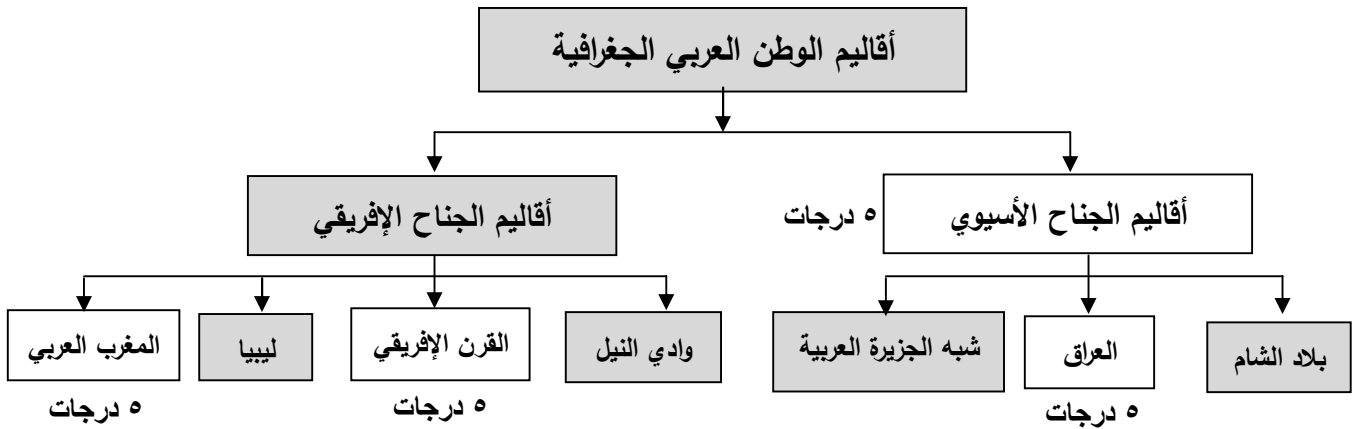 أقاليم الوطن العربي الجغرافية
أقاليم الجناح الأسيوي
٥ درجات
أقاليم الجناح الإفريقي
بلاد الشام
العراق
٥ درجات
شبه الجزيرة العربية
وادي النيل
القرن الإفريقي
٥ درجات
ليبيا
المغرب العربي
٥ درجات